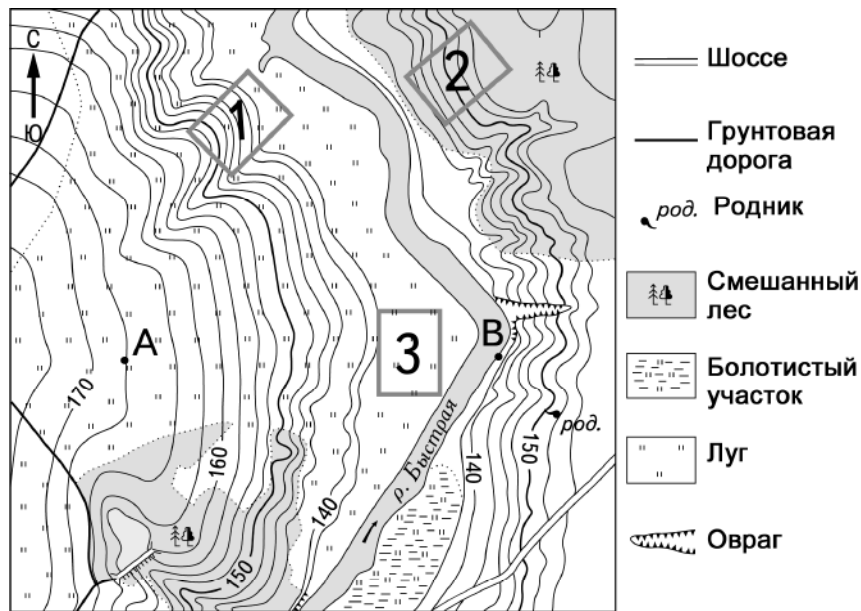 С
Ю
1
2
3
А
В
170
160
150
140
140
150
р. Быстрая
род.
Шоссе
Грунтовая
дорога
род. Родник
Смешанный
лес
Болотистый
участок
Луг
Овраг